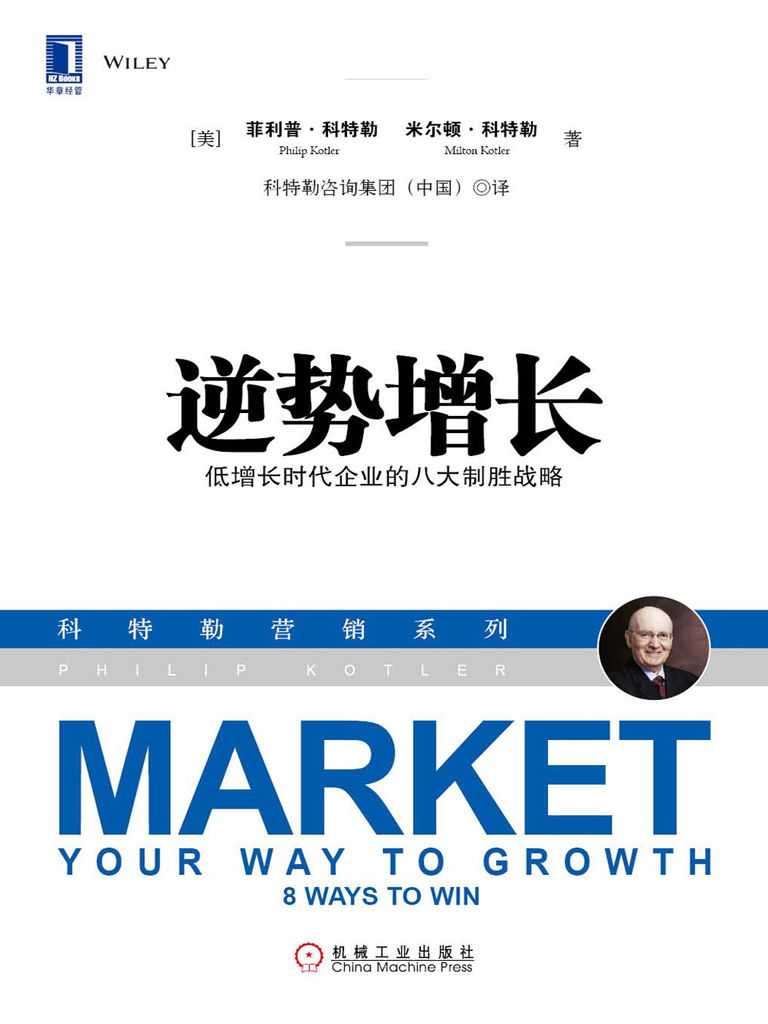 WILEY
HZ Books
华章经管
[美] 菲利普·科特勒 米尔顿·科特勒 著
Philip Kotler Milton Kotler
科特勒咨询集团（中国）◎译
逆势增长
低增长时代企业的八大制胜战略
科特勒营销系列
PHILIP KOTLER
MARKET
YOUR WAY TO GROWTH
8 WAYS TO WIN
机械工业出版社
China Machine Press